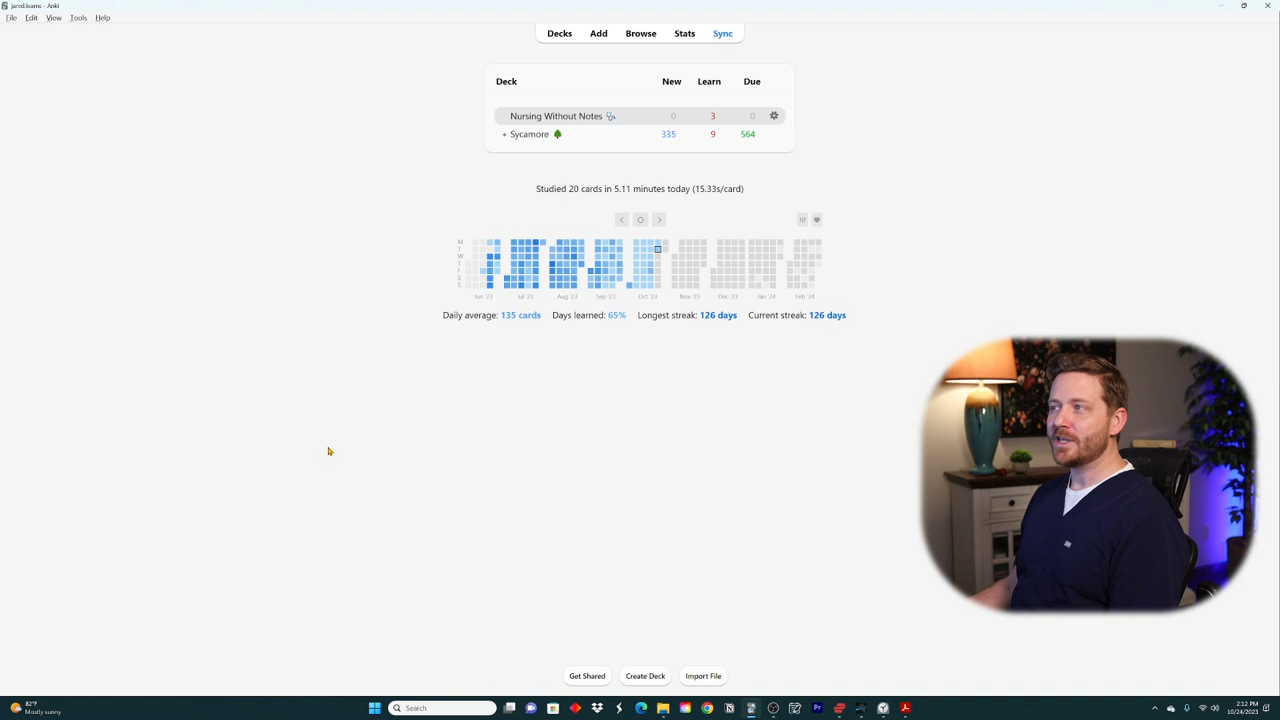 jarod.learns - Anki
File Edit View Tools Help
Decks Add Browse Stats Sync
Deck New Learn Due
Nursing Without Notes 0 3 0
+ Sycamore 335 9 564
Studied 20 cards in 5.11 minutes today (15.33s/card)
M
T
W
T
F
S
S
Jun '23 Jul '23 Aug '23 Sep '23 Oct '23 Nov '23 Dec '23 Jan '24 Feb '24
Daily average: 135 cards Days learned: 65% Longest streak: 126 days Current streak: 126 days
Get Shared Create Deck Import File
82°F
Mostly sunny
Search
2:12 PM
10/24/2023